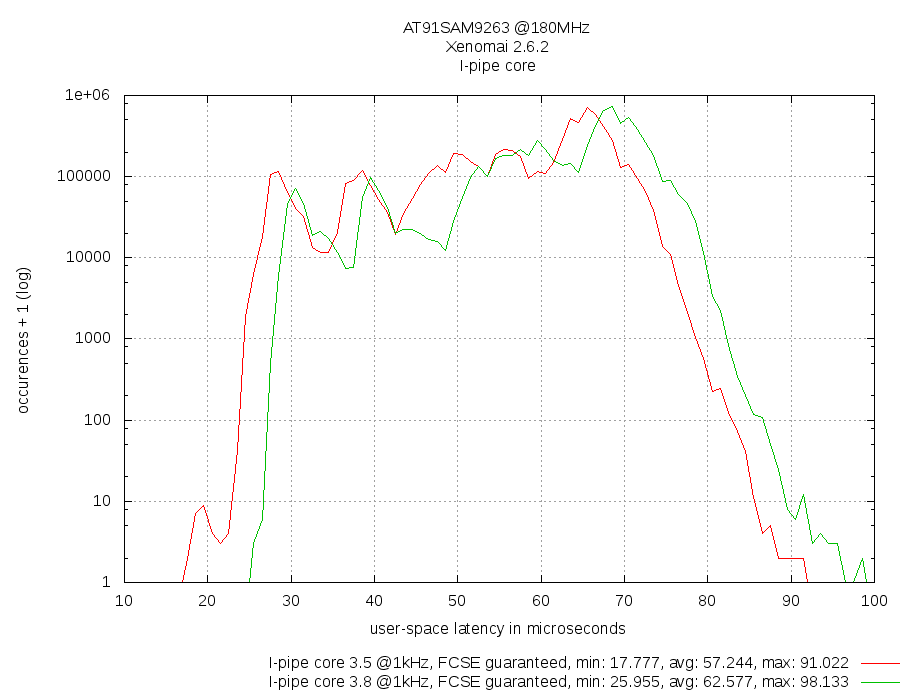 AT91SAM9263 @180MHz
Xenomai 2.6.2
I-pipe core
1e+06
100000
10000
1000
100
10
1
occurences + 1 (log)
10 20 30 40 50 60 70 80 90 100
user-space latency in microseconds
I-pipe core 3.5 @1kHz, FCSE guaranteed, min: 17.777, avg: 57.244, max: 91.022
I-pipe core 3.8 @1kHz, FCSE guaranteed, min: 25.955, avg: 62.577, max: 98.133